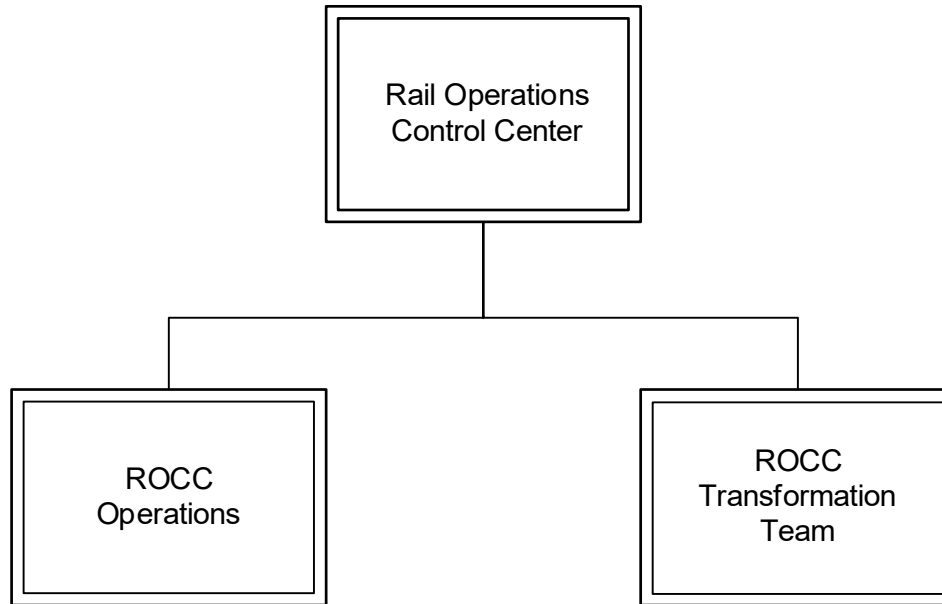 Rail Operations
Control Center
ROCC
Operations
ROCC
Transformation
Team